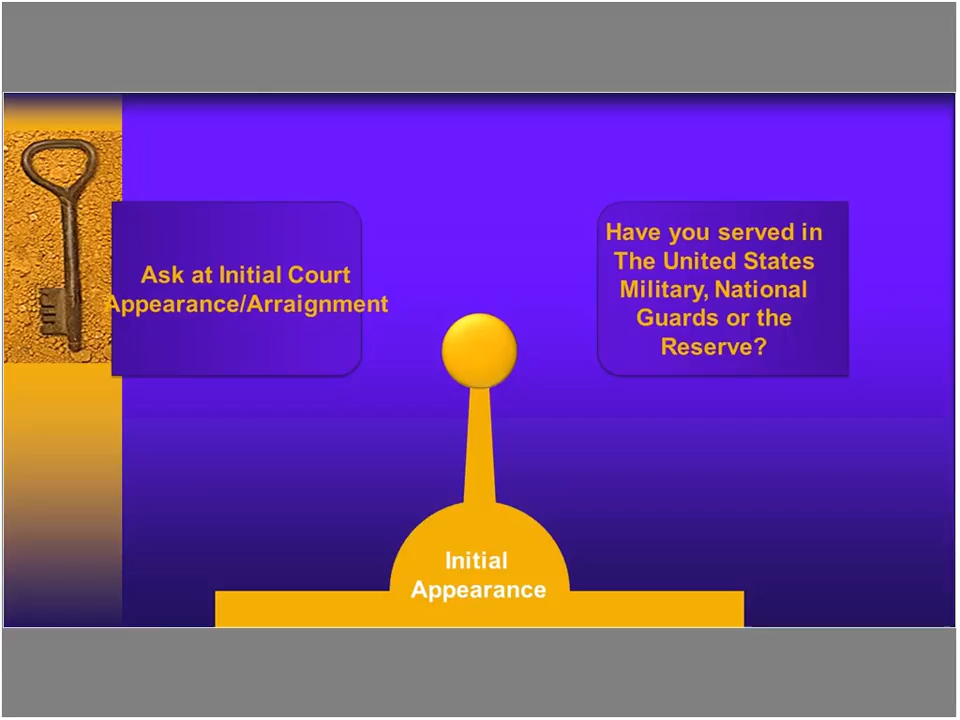 Ask at Initial Court
Appearance/Arraignment
Have you served in
The United States
Military, National
Guards or the
Reserve?
Initial
Appearance